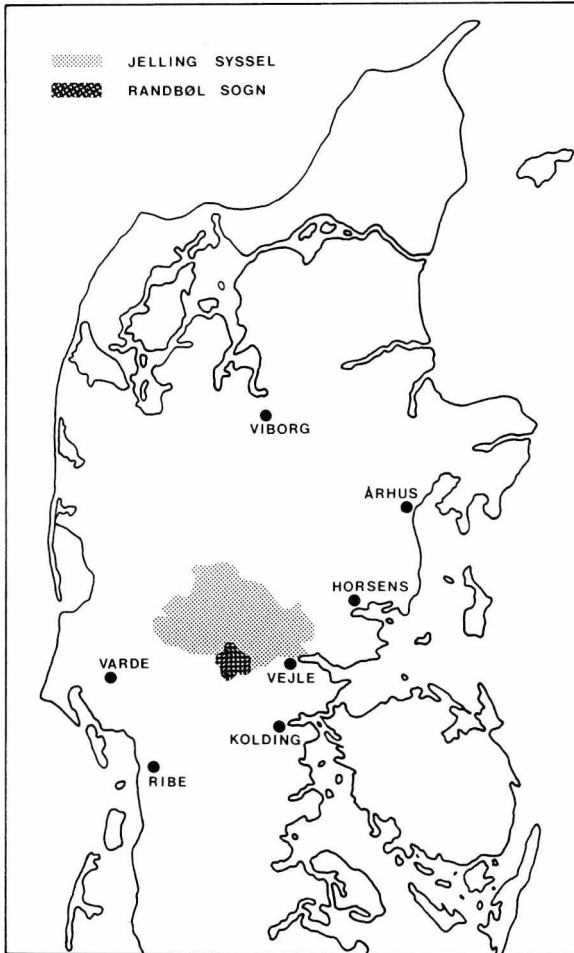 JELLING SYSSEL
RANDBØL SOGN
VIBORG
ÅRHUS
HORSENS
VARDE
VEJLE
KOLDING
RIBE